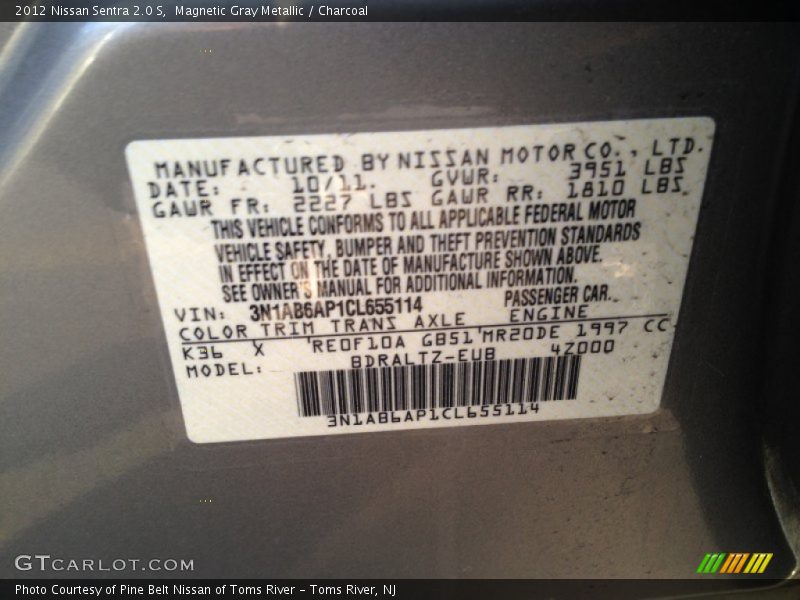 2012 Nissan Sentra 2.0 S,  Magnetic Gray Metallic / Charcoal
MANUFACTURED BY NISSAN MOTOR CO., LTD.
DATE: 10/11. GVWR: 3951 LBS
GAWR FR: 2227 LBS GAWR RR: 1810 LBS
THIS VEHICLE CONFORMS TO ALL APPLICABLE FEDERAL MOTOR
VEHICLE SAFETY, BUMPER AND THEFT PREVENTION STANDARDS
IN EFFECT ON THE DATE OF MANUFACTURE SHOWN ABOVE.
SEE OWNER'S MANUAL FOR ADDITIONAL INFORMATION.
VIN: 3N1AB6AP1CL655114 PASSENGER CAR.
COLOR TRIM TRANS AXLE ENGINE
K36 X RE0F10A GB51 MR20DE 1997 CC
MODEL: BDRALTZ-EUB 4Z000
3N1AB6AP1CL655114
GTCARLOT.COM
Photo Courtesy of Pine Belt Nissan of Toms River – Toms River, NJ